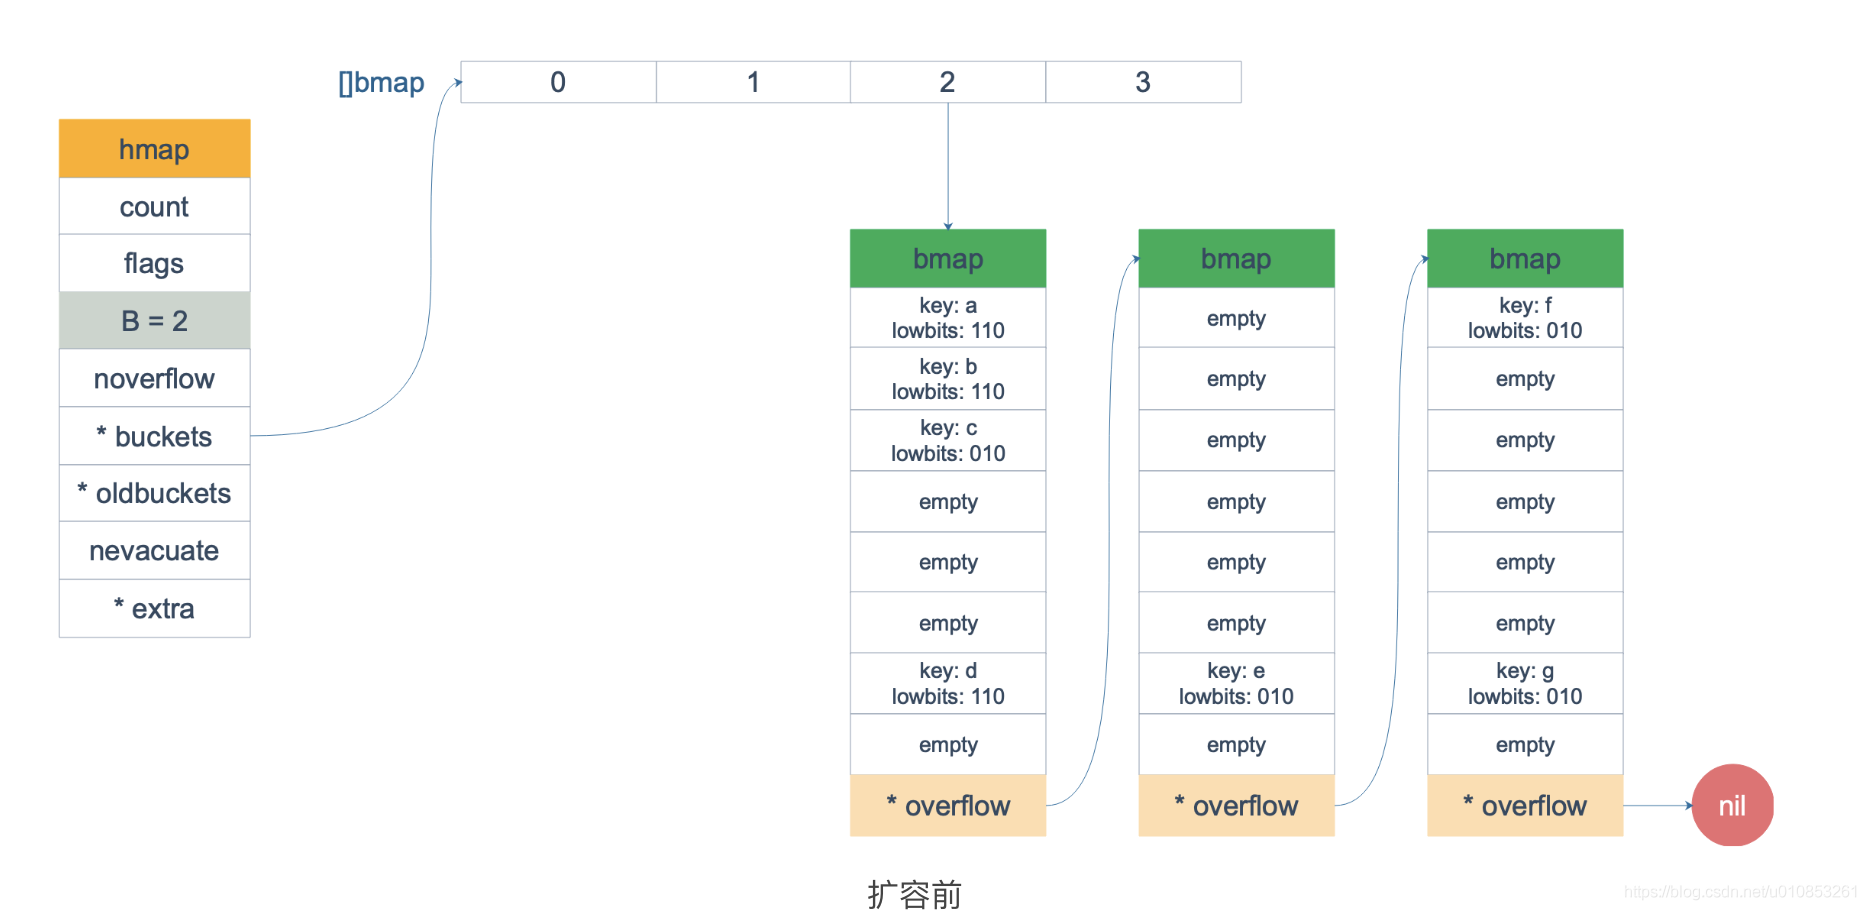 []bmap
0
1
2
3
hmap
count
flags
B = 2
noverflow
* buckets
* oldbuckets
nevacuate
* extra
bmap
key: a
lowbits: 110
key: b
lowbits: 110
key: c
lowbits: 010
empty
empty
empty
key: d
lowbits: 110
empty
* overflow
bmap
empty
empty
empty
empty
empty
empty
key: e
lowbits: 010
empty
* overflow
bmap
key: f
lowbits: 010
empty
empty
empty
empty
empty
key: g
lowbits: 010
empty
* overflow
nil
扩容前
https://blog.csdn.net/u010853261